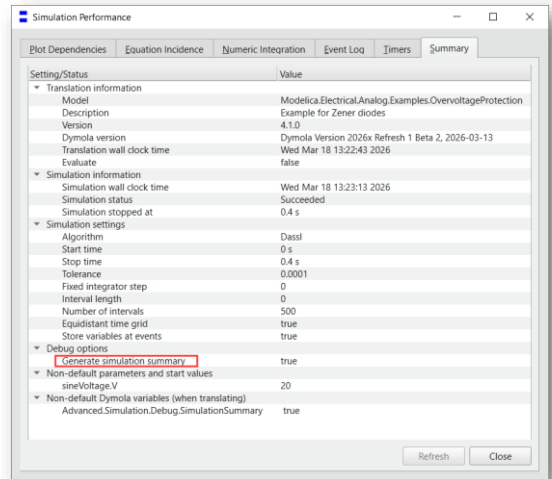 Simulation Performance
Plot Dependencies Equation Incidence Numeric Integration Event Log Timers Summary
Setting/Status Value
Translation information
Model Modelica.Electrical.Analog.Examples.OvervoltageProtection
Description Example for Zener diodes
Version 4.1.0
Dymola version Dymola Version 2026x Refresh 1 Beta 2, 2026-03-13
Translation wall clock time Wed Mar 18 13:22:43 2026
Evaluate false
Simulation information
Simulation wall clock time Wed Mar 18 13:23:13 2026
Simulation status Succeeded
Simulation stopped at 0.4 s
Simulation settings
Algorithm Dassl
Start time 0 s
Stop time 0.4 s
Tolerance 0.0001
Fixed integrator step 0
Interval length 0
Number of intervals 500
Equidistant time grid true
Store variables at events true
Debug options
Generate simulation summary true
Non-default parameters and start values
sineVoltage.V 20
Non-default Dymola variables (when translating)
Advanced.Simulation.Debug.SimulationSummary true
Refresh Close